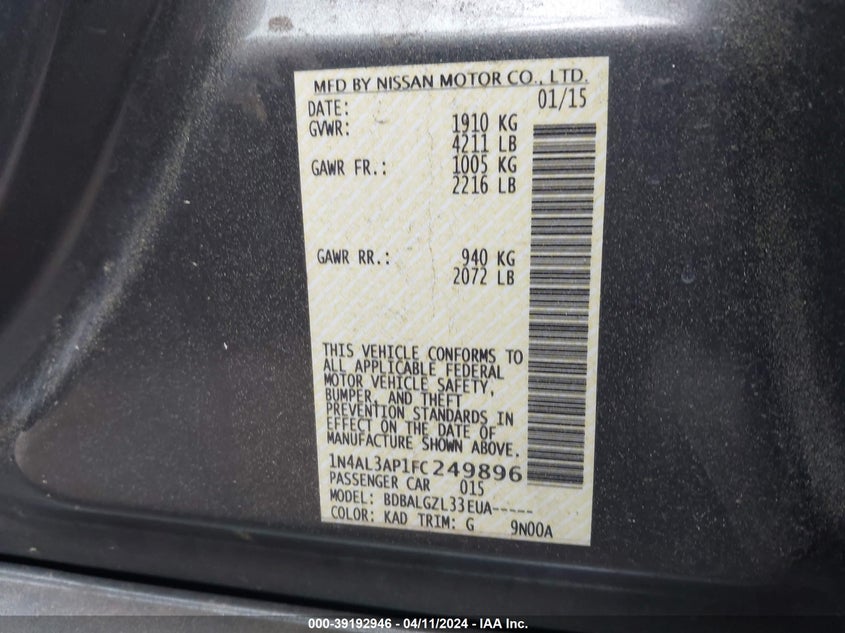 MFD BY NISSAN MOTOR CO., LTD.
DATE: 01/15
GVWR: 1910 KG
4211 LB
GAWR FR.: 1005 KG
2216 LB
GAWR RR.: 940 KG
2072 LB
THIS VEHICLE CONFORMS TO
ALL APPLICABLE FEDERAL
MOTOR VEHICLE SAFETY,
BUMPER, AND THEFT
PREVENTION STANDARDS IN
EFFECT ON THE DATE OF
MANUFACTURE SHOWN ABOVE.
1N4AL3AP1FC249896
PASSENGER CAR 015
MODEL: BDBALGZL33EUA-----
COLOR: KAD TRIM: G 9N00A
000-39192946 - 04/11/2024 - IAA Inc.